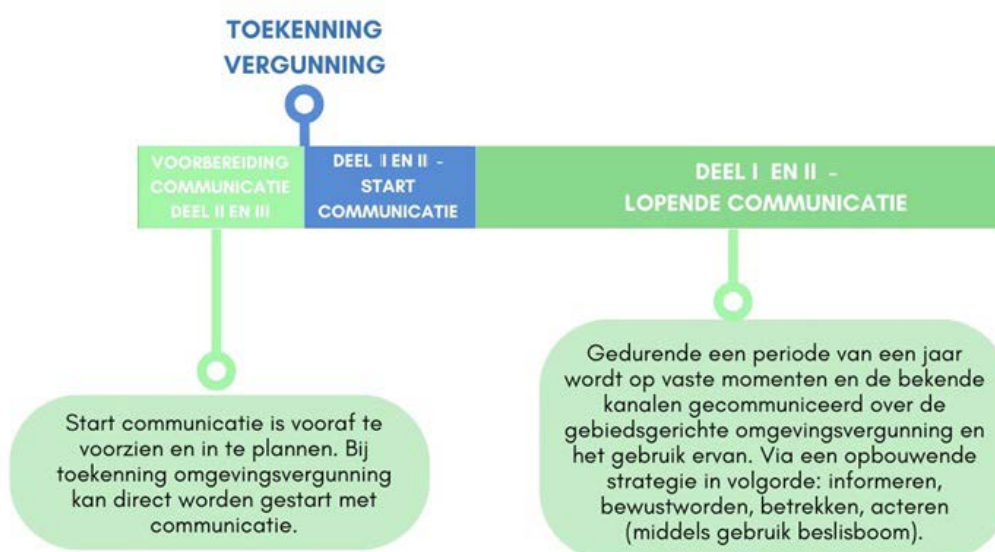 TOEKENNING
VERGUNNING
VOORBEREIDING
COMMUNICATIE
DEEL II EN III
DEEL II EN II -
START
COMMUNICATIE
DEEL I EN II -
LOPENDE COMMUNICATIE
Start communicatie is vooraf te
voorzien en in te plannen. Bij
toekenning omgevingsvergunning
kan direct worden gestart met
communicatie.
Gedurende een periode van een jaar
wordt op vaste momenten en de bekende
kanalen gecommuniceerd over de
gebiedsgerichte omgevingsvergunning en
het gebruik ervan. Via een opbouwende
strategie in volgorde: informeren,
bewustworden, betrekken, acteren
(middels gebruik beslisboom).